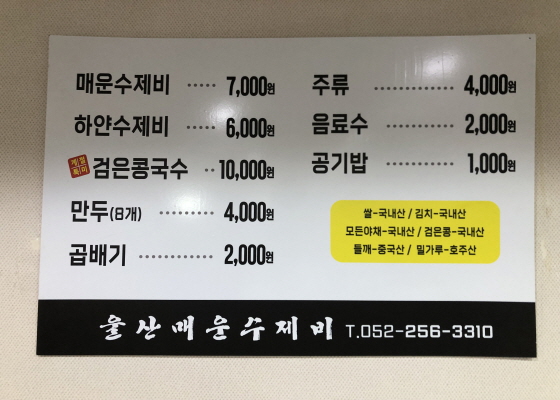 매운수제비 ····· 7,000원
하얀수제비 ····· 6,000원
계절특미 검은콩국수 ·· 10,000원
만두(8개) ······· 4,000원
곱배기 ············ 2,000원
주류 ············ 4,000원
음료수 ········· 2,000원
공기밥 ·········· 1,000원
쌀-국내산 / 김치-국내산
모든야채-국내산 / 검은콩-국내산
들깨-중국산 / 밀가루-호주산
울산매운수제비 T.052-256-3310